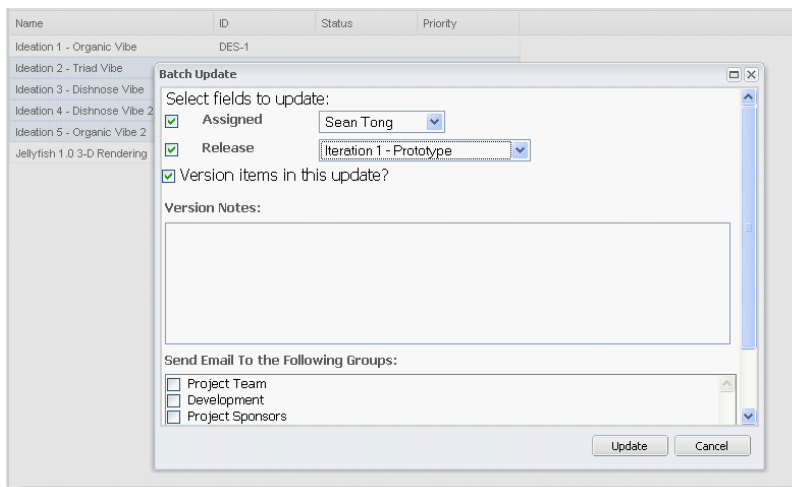 Name ID Status Priority
Ideation 1 - Organic Vibe DES-1
Ideation 2 - Triad Vibe
Ideation 3 - Dishnose Vibe
Ideation 4 - Dishnose Vibe 2
Ideation 5 - Organic Vibe 2
Jellyfish 1.0 3-D Rendering
Batch Update
Select fields to update:
Assigned Sean Tong
Release Iteration 1 - Prototype
Version items in this update?
Version Notes:
Send Email To the Following Groups:
Project Team
Development
Project Sponsors
Update Cancel